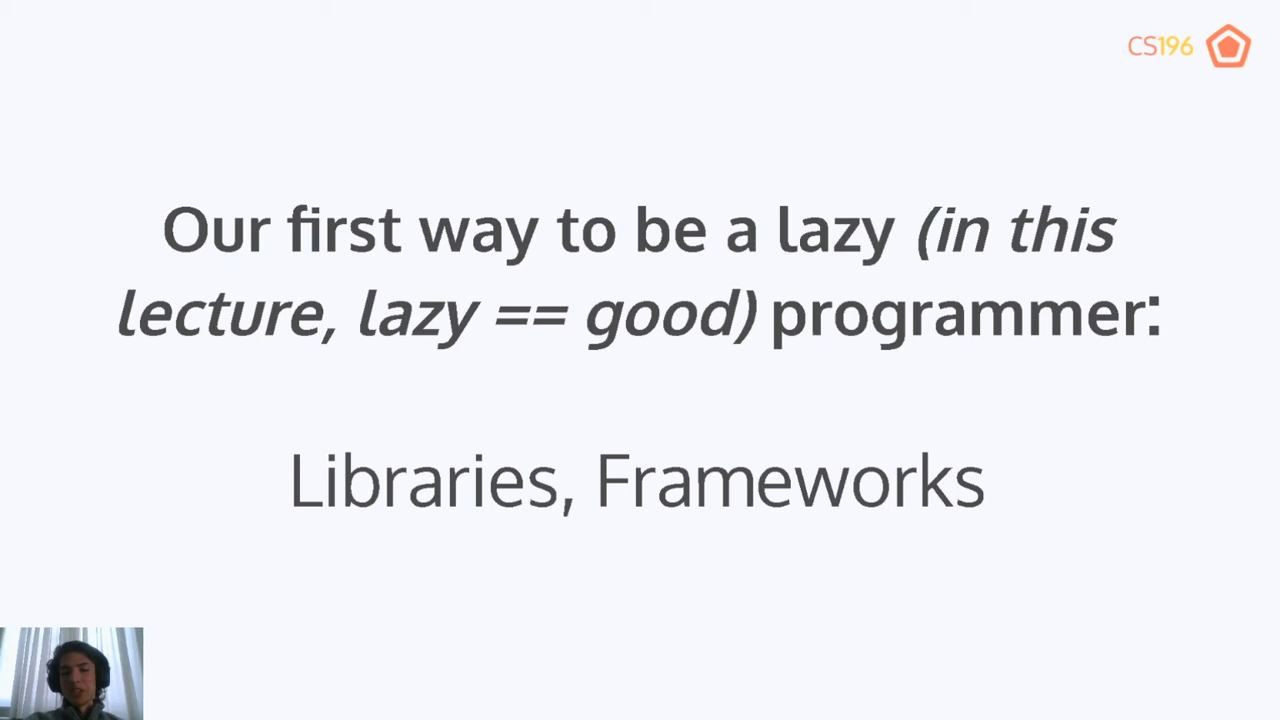 CS196
Our first way to be a lazy (in this
lecture, lazy == good) programmer:
Libraries, Frameworks